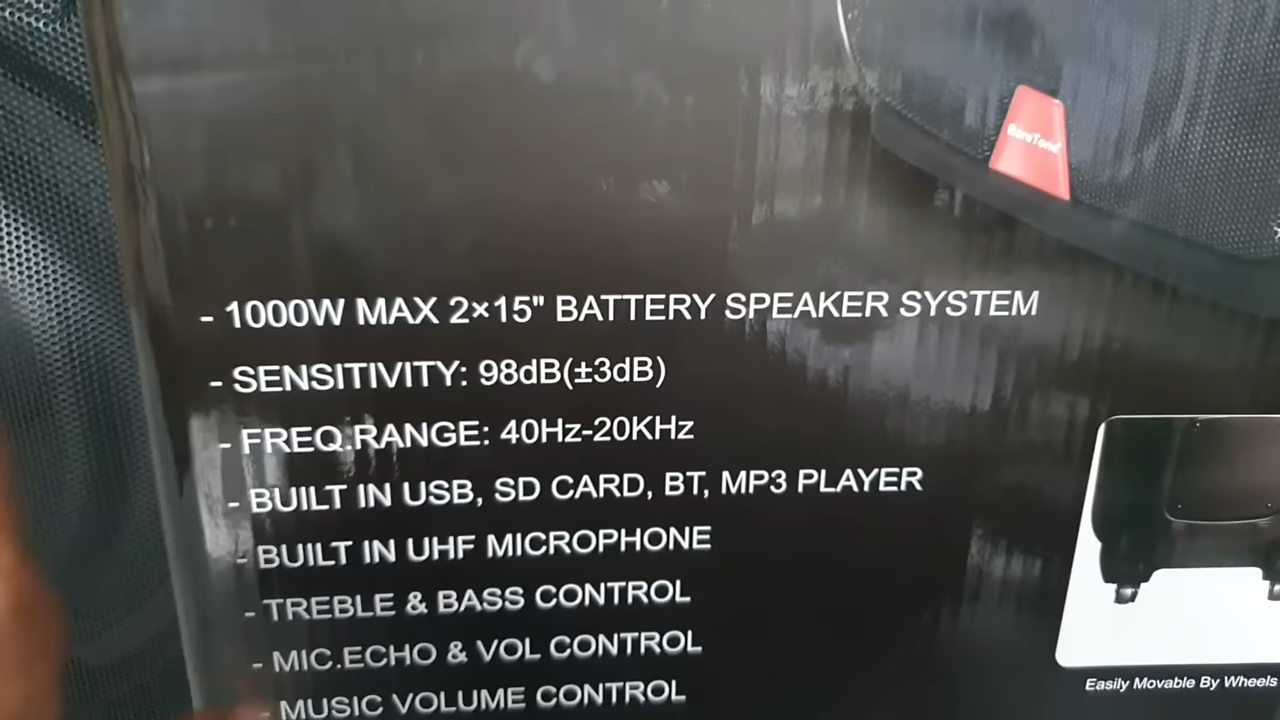 BareTone
- 1000W MAX 2×15" BATTERY SPEAKER SYSTEM
- SENSITIVITY: 98dB(±3dB)
- FREQ.RANGE: 40Hz-20KHz
- BUILT IN USB, SD CARD, BT, MP3 PLAYER
- BUILT IN UHF MICROPHONE
- TREBLE & BASS CONTROL
- MIC.ECHO & VOL CONTROL
- MUSIC VOLUME CONTROL
Easily Movable By Wheels